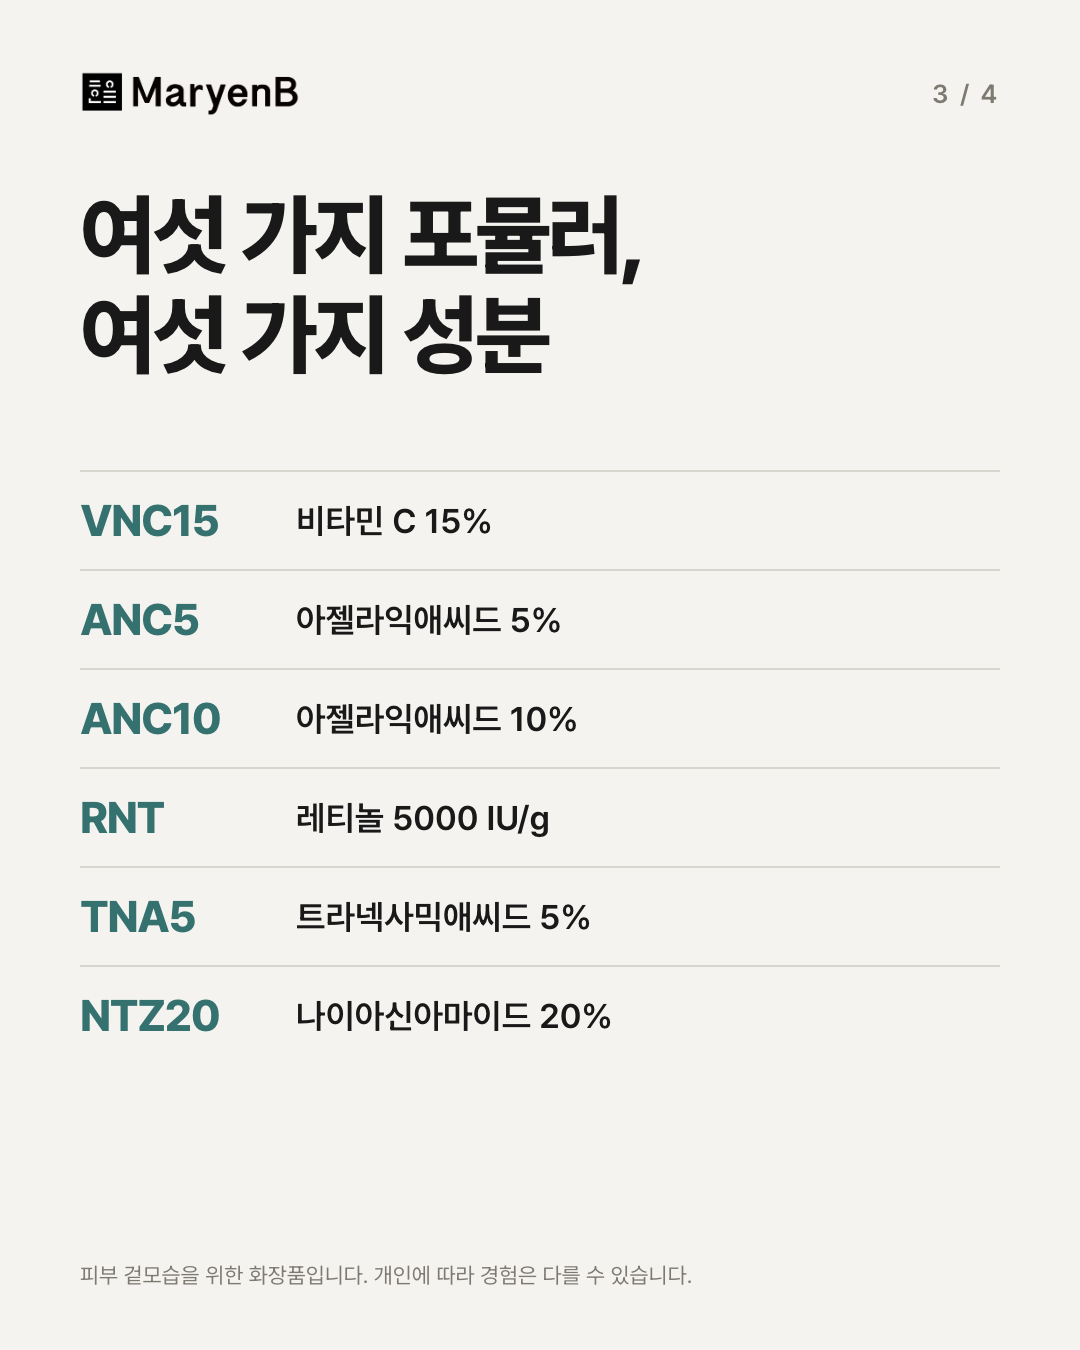 MaryenB
3 / 4
여섯 가지 포뮬러,
여섯 가지 성분
VNC15 비타민 C 15%
ANC5 아젤라익애씨드 5%
ANC10 아젤라익애씨드 10%
RNT 레티놀 5000 IU/g
TNA5 트라넥사믹애씨드 5%
NTZ20 나이아신아마이드 20%
피부 겉모습을 위한 화장품입니다. 개인에 따라 경험은 다를 수 있습니다.